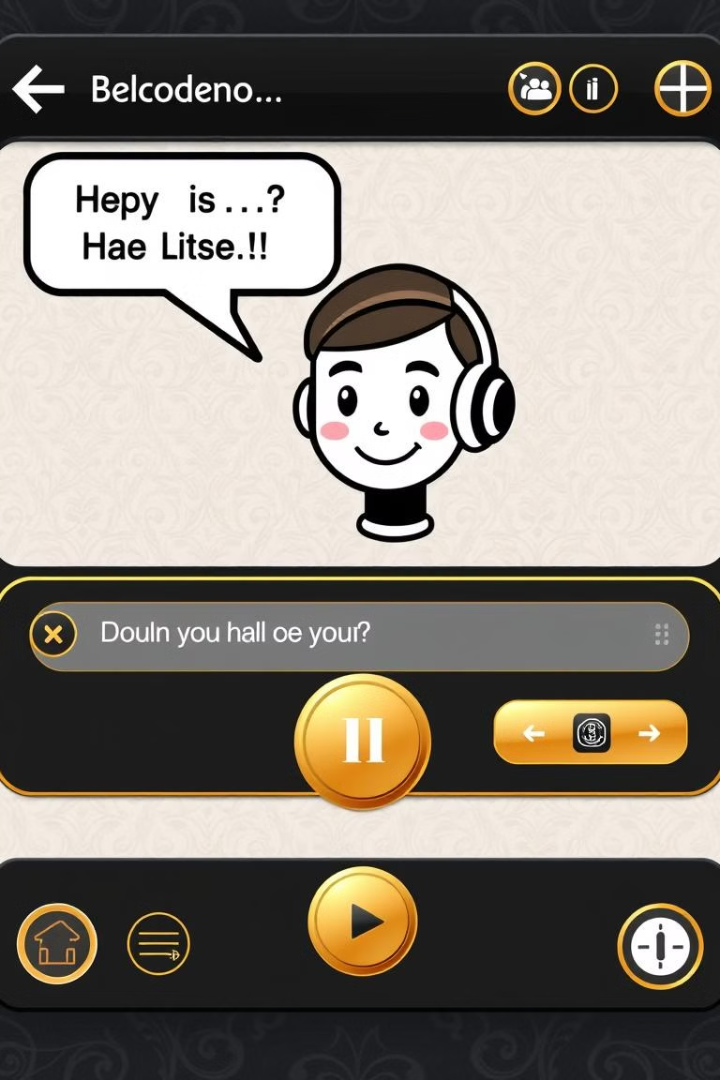 Belcodeno...
Hepy is ...?
Hae Litse.!!
Douln you hall oe your?